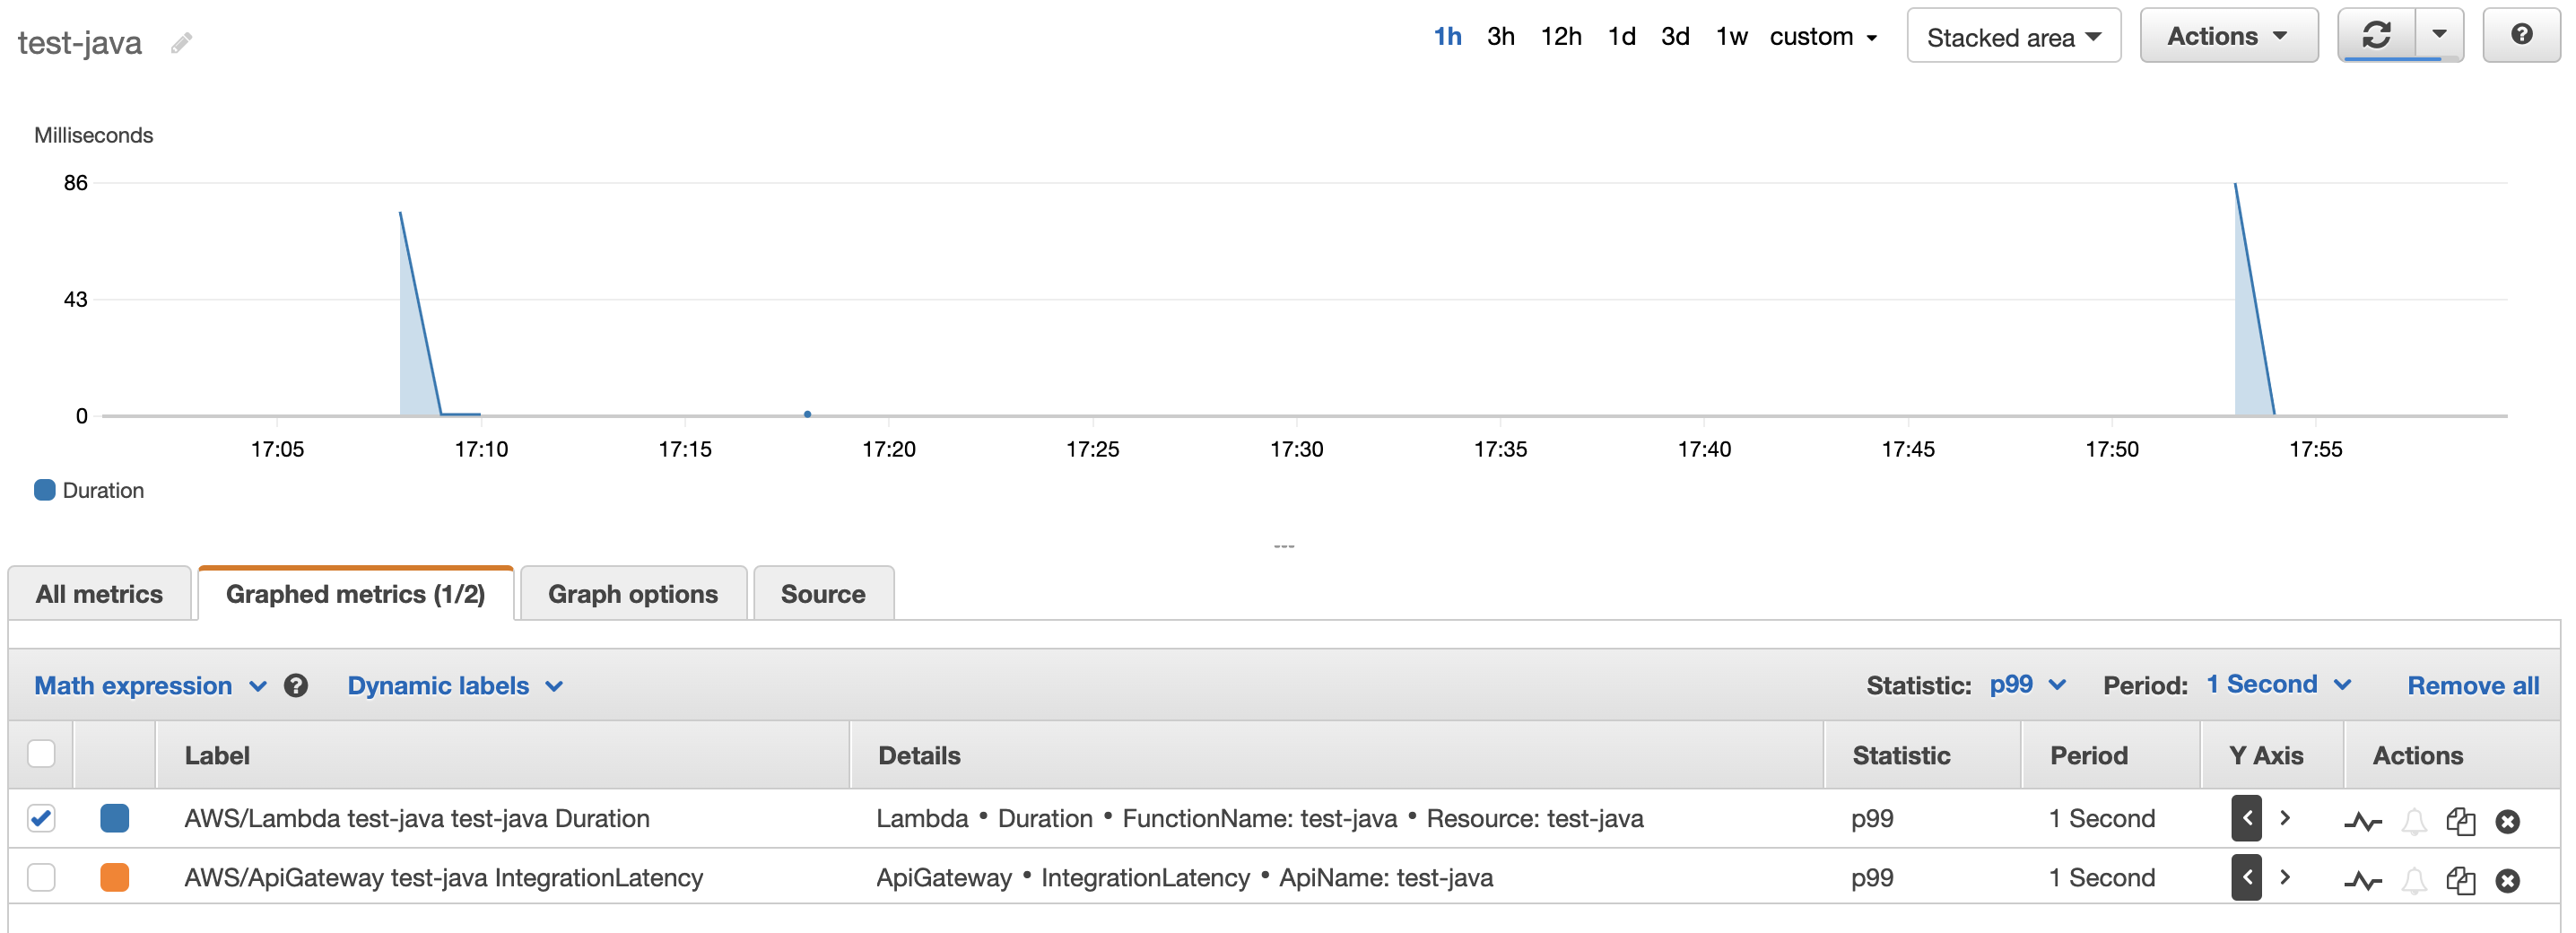 test-java 1h 3h 12h 1d 3d 1w custom Stacked area Actions
Milliseconds
86
43
0
17:05 17:10 17:15 17:20 17:25 17:30 17:35 17:40 17:45 17:50 17:55
Duration
All metrics Graphed metrics (1/2) Graph options Source
Math expression Dynamic labels Statistic: p99 Period: 1 Second Remove all
Label Details Statistic Period Y Axis Actions
AWS/Lambda test-java test-java Duration Lambda • Duration • FunctionName: test-java • Resource: test-java p99 1 Second
AWS/ApiGateway test-java IntegrationLatency ApiGateway • IntegrationLatency • ApiName: test-java p99 1 Second